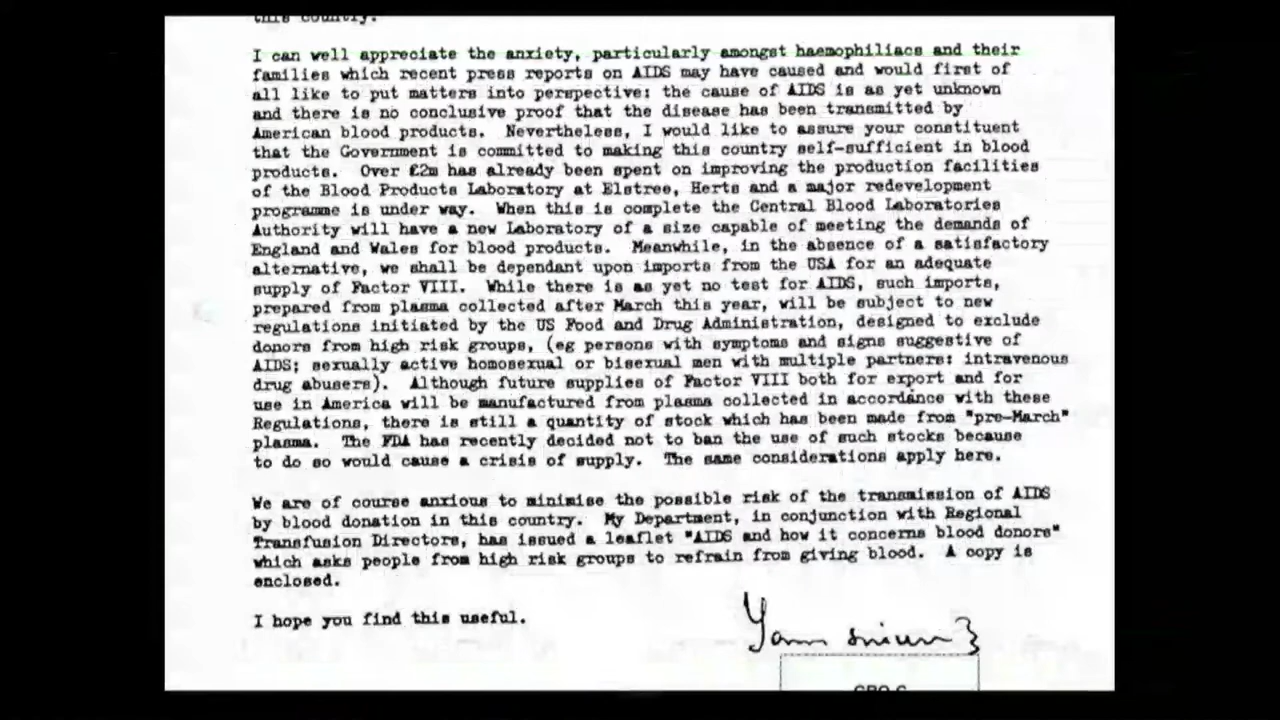 this country.
I can well appreciate the anxiety, particularly amongst haemophiliacs and their
families which recent press reports on AIDS may have caused and would first of
all like to put matters into perspective: the cause of AIDS is as yet unknown
and there is no conclusive proof that the disease has been transmitted by
American blood products. Nevertheless, I would like to assure your constituent
that the Government is committed to making this country self-sufficient in blood
products. Over £2m has already been spent on improving the production facilities
of the Blood Products Laboratory at Elstree, Herts and a major redevelopment
programme is under way. When this is complete the Central Blood Laboratories
Authority will have a new Laboratory of a size capable of meeting the demands of
England and Wales for blood products. Meanwhile, in the absence of a satisfactory
alternative, we shall be dependant upon imports from the USA for an adequate
supply of Factor VIII. While there is as yet no test for AIDS, such imports,
prepared from plasma collected after March this year, will be subject to new
regulations initiated by the US Food and Drug Administration, designed to exclude
donors from high risk groups, (eg persons with symptoms and signs suggestive of
AIDS; sexually active homosexual or bisexual men with multiple partners: intravenous
drug abusers). Although future supplies of Factor VIII both for export and for
use in America will be manufactured from plasma collected in accordance with these
Regulations, there is still a quantity of stock which has been made from "pre-March"
plasma. The FDA has recently decided not to ban the use of such stocks because
to do so would cause a crisis of supply. The same considerations apply here.
We are of course anxious to minimise the possible risk of the transmission of AIDS
by blood donation in this country. My Department, in conjunction with Regional
Transfusion Directors, has issued a leaflet "AIDS and how it concerns blood donors"
which asks people from high risk groups to refrain from giving blood. A copy is
enclosed.
I hope you find this useful.